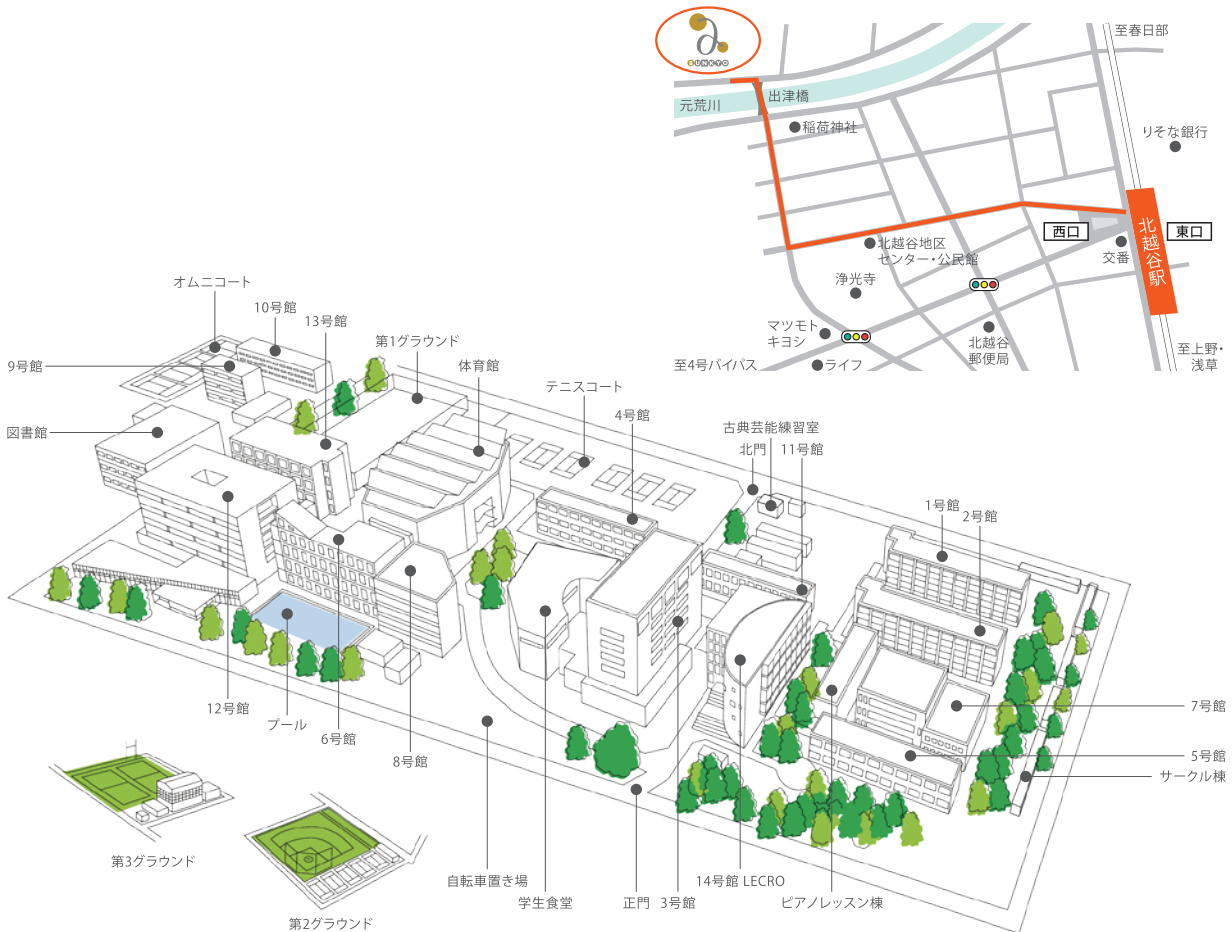 BUNKYO
至春日部
元荒川
出津橋
稲荷神社
りそな銀行
西口
東口
北越谷駅
交番
北越谷地区
センター・公民館
浄光寺
マツモト
キヨシ
北越谷
郵便局
至4号バイパス
ライフ
至上野・
浅草
オムニコート
10号館
13号館
第1グラウンド
9号館
体育館
テニスコート
4号館
古典芸能練習室
北門
11号館
図書館
1号館
2号館
12号館
プール
6号館
8号館
7号館
5号館
サークル棟
第3グラウンド
第2グラウンド
自転車置き場
学生食堂
正門
3号館
14号館 LECRO
ピアノレッスン棟